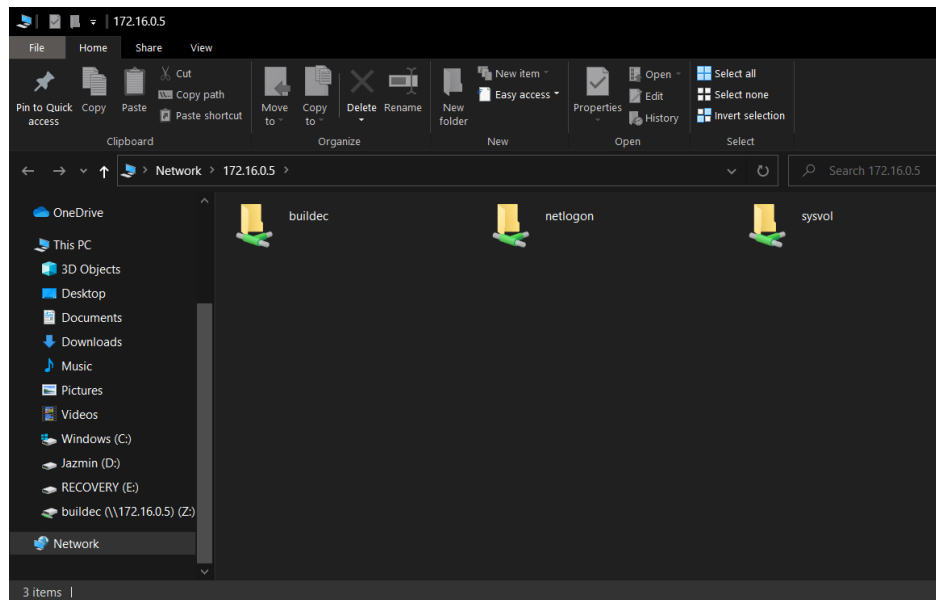 172.16.0.5
File Home Share View
Pin to Quick access
Copy
Paste
Cut
Copy path
Paste shortcut
Clipboard
Move to
Copy to
Delete
Rename
Organize
New folder
New item
Easy access
New
Properties
Open
Edit
History
Open
Select all
Select none
Invert selection
Select
Network > 172.16.0.5 >
Search 172.16.0.5
OneDrive
This PC
3D Objects
Desktop
Documents
Downloads
Music
Pictures
Videos
Windows (C:)
Jazmin (D:)
RECOVERY (E:)
buildec (\\172.16.0.5) (Z:)
Network
buildec
netlogon
sysvol
3 items